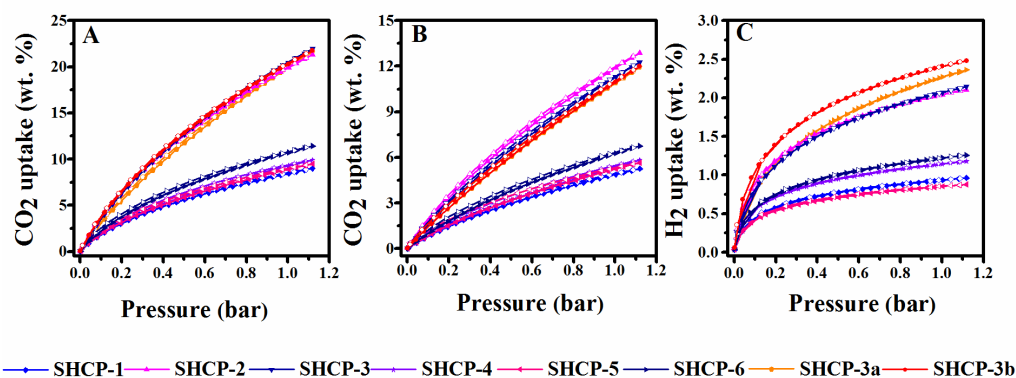 A
CO2 uptake (wt. %)
25
20
15
10
5
0
0.0 0.2 0.4 0.6 0.8 1.0 1.2
Pressure (bar)
B
CO2 uptake (wt. %)
15
12
9
6
3
0
0.0 0.2 0.4 0.6 0.8 1.0 1.2
Pressure (bar)
C
H2 uptake (wt. %)
3.0
2.5
2.0
1.5
1.0
0.5
0.0
0.0 0.2 0.4 0.6 0.8 1.0 1.2
Pressure (bar)
SHCP-1 SHCP-2 SHCP-3 SHCP-4 SHCP-5 SHCP-6 SHCP-3a SHCP-3b